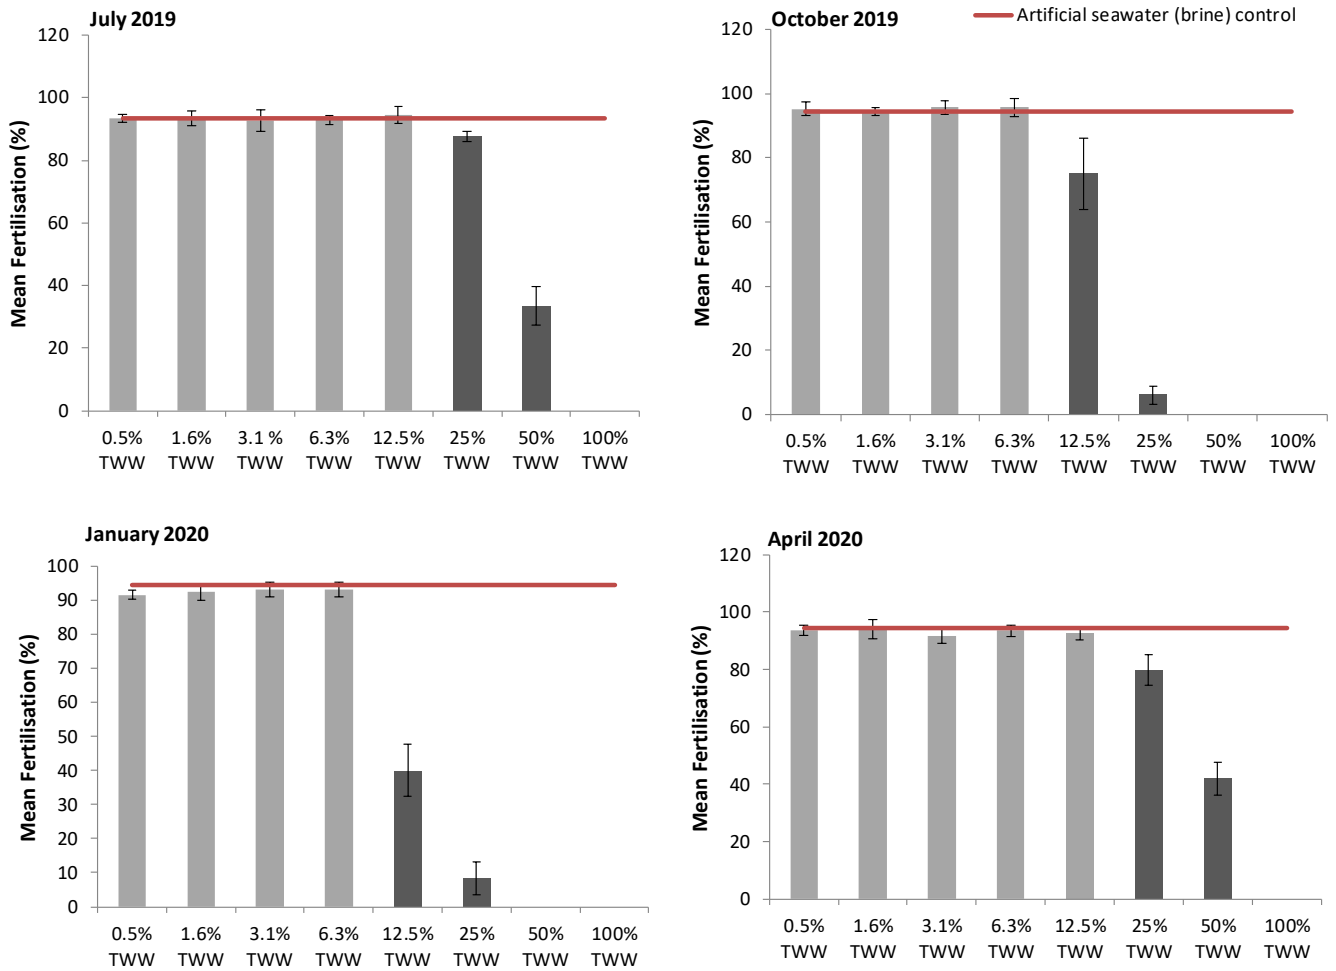 July 2019
Mean Fertilisation (%)
120
100
80
60
40
20
0
0.5% 1.6% 3.1% 6.3% 12.5% 25% 50% 100%
TWW TWW TWW TWW TWW TWW TWW TWW
October 2019
Artificial seawater (brine) control
Mean Fertilisation (%)
120
100
80
60
40
20
0
0.5% 1.6% 3.1% 6.3% 12.5% 25% 50% 100%
TWW TWW TWW TWW TWW TWW TWW TWW
January 2020
Mean Fertilisation (%)
100
90
80
70
60
50
40
30
20
10
0
0.5% 1.6% 3.1% 6.3% 12.5% 25% 50% 100%
TWW TWW TWW TWW TWW TWW TWW TWW
April 2020
Mean Fertilisation (%)
120
100
80
60
40
20
0
0.5% 1.6% 3.1% 6.3% 12.5% 25% 50% 100%
TWW TWW TWW TWW TWW TWW TWW TWW